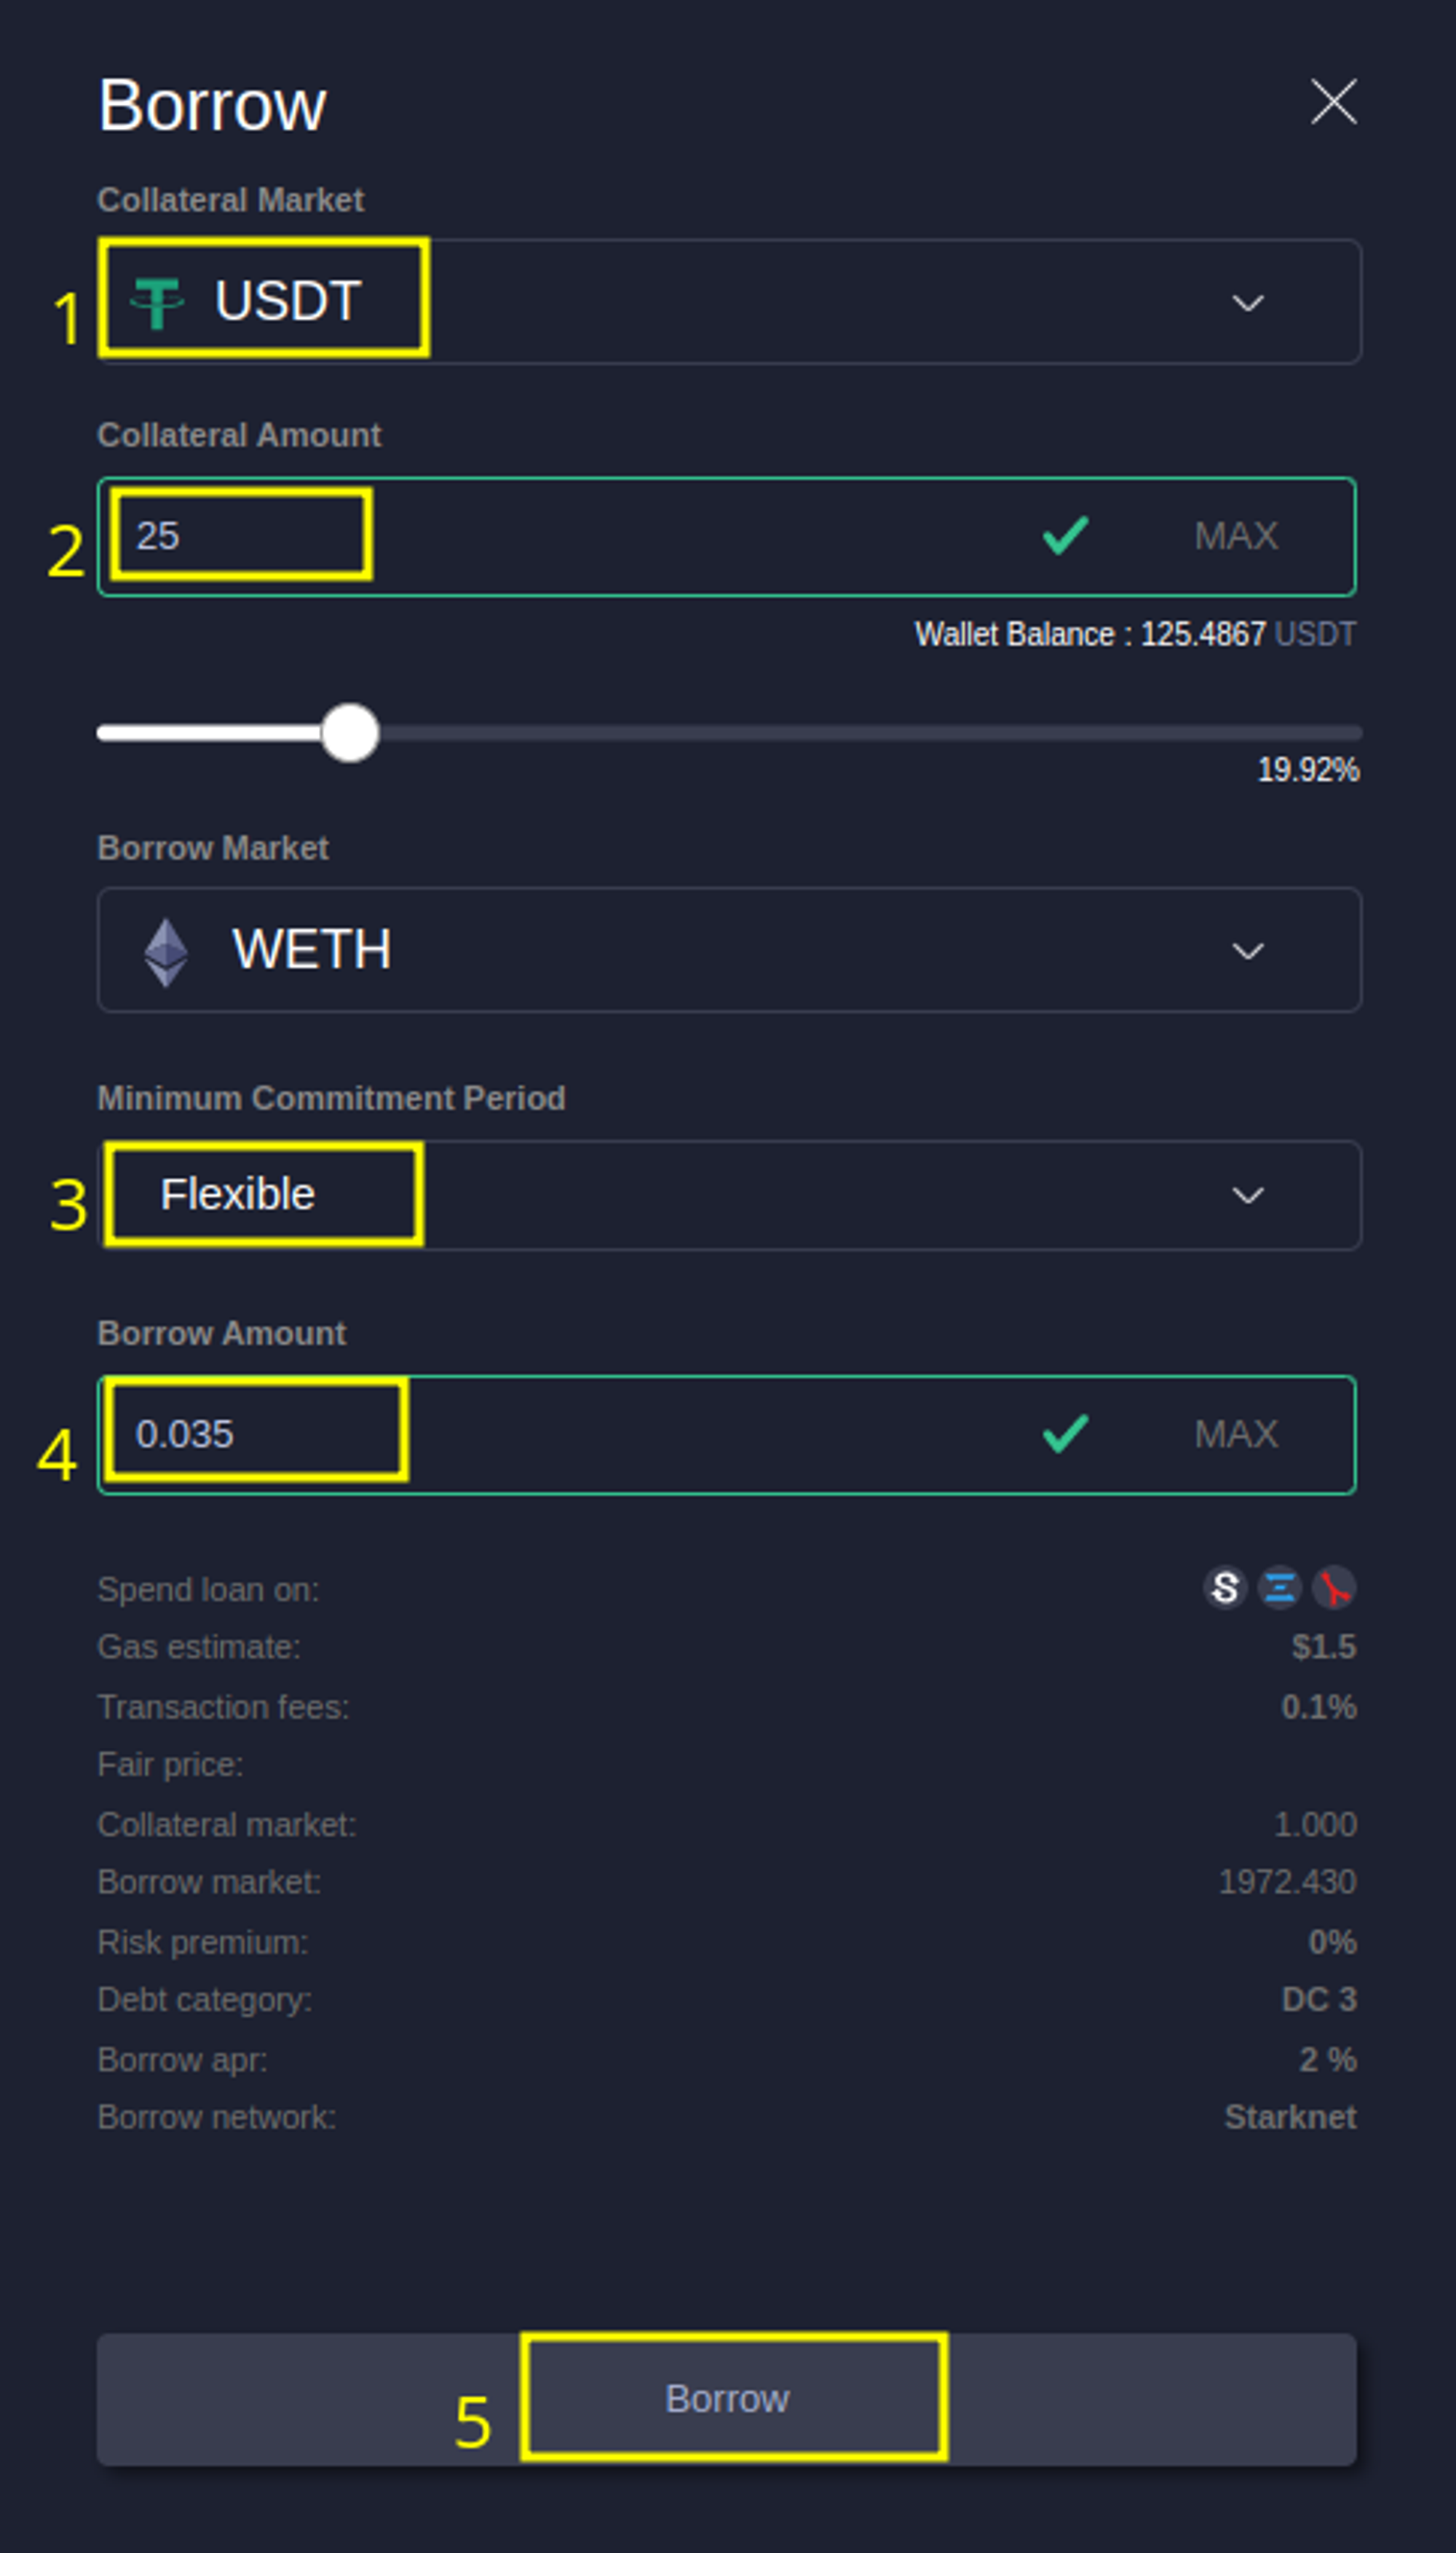 Borrow
Collateral Market
1 USDT
Collateral Amount
2 25 MAX
Wallet Balance : 125.4867 USDT
19.92%
Borrow Market
WETH
Minimum Commitment Period
3 Flexible
Borrow Amount
4 0.035 MAX
Spend loan on:
Gas estimate: $1.5
Transaction fees: 0.1%
Fair price:
Collateral market: 1.000
Borrow market: 1972.430
Risk premium: 0%
Debt category: DC 3
Borrow apr: 2 %
Borrow network: Starknet
5 Borrow